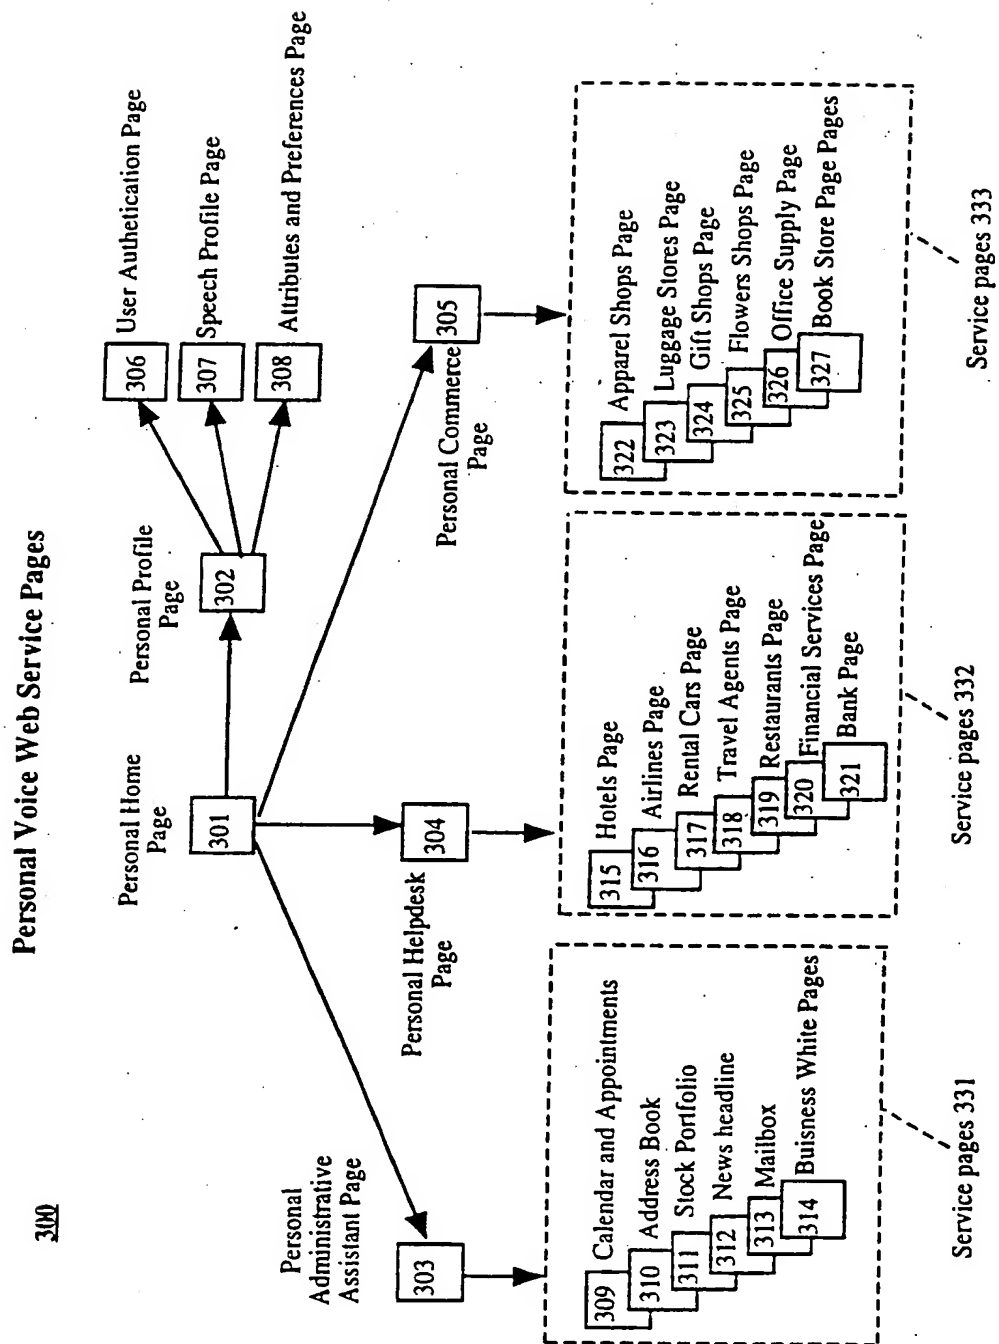 300
Personal Voice Web Service Pages
Personal Home
Page
301
Personal Profile
Page
302
306
User Authetication Page
307
Speech Profile Page
308
Attributes and Preferences Page
Personal
Administrative
Assistant Page
303
Personal Helpdesk
Page
304
Personal Commerce
Page
305
309 Calendar and Appointments
310 Address Book
311 Stock Portfolio
312 News headline
313 Mailbox
314 Buisness White Pages
Service pages 331
315 Hotels Page
316 Airlines Page
317 Rental Cars Page
318 Travel Agents Page
319 Restaurants Page
320 Financial Services Page
321 Bank Page
Service pages 332
322 Apparel Shops Page
323 Luggage Stores Page
324 Gift Shops Page
325 Flowers Shops Page
326 Office Supply Page
327 Book Store Page Pages
Service pages 333